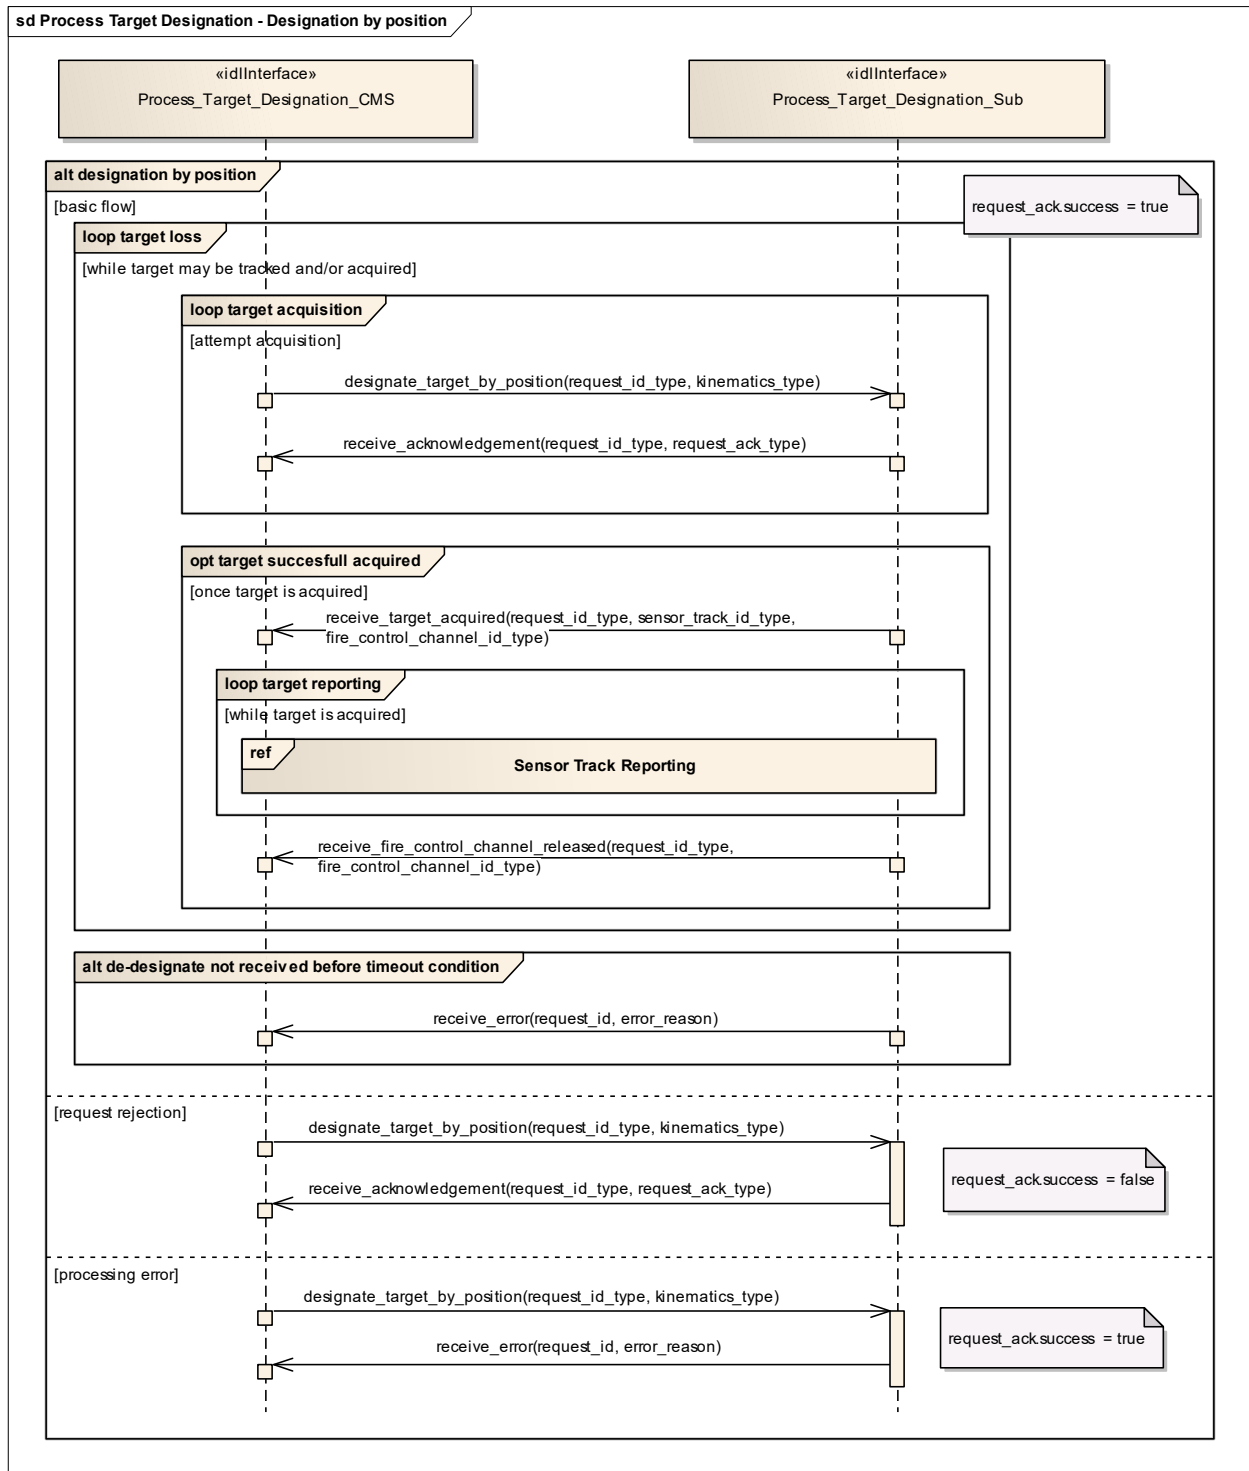 sd Process Target Designation - Designation by position
«idlInterface»
Process_Target_Designation_CMS
«idlInterface»
Process_Target_Designation_Sub
alt designation by position
[basic flow]
request_ack.success = true
loop target loss
[while target may be tracked and/or acquired]
loop target acquisition
[attempt acquisition]
designate_target_by_position(request_id_type, kinematics_type)
receive_acknowledgement(request_id_type, request_ack_type)
opt target succesfull acquired
[once target is acquired]
receive_target_acquired(request_id_type, sensor_track_id_type,
fire_control_channel_id_type)
loop target reporting
[while target is acquired]
ref
Sensor Track Reporting
receive_fire_control_channel_released(request_id_type,
fire_control_channel_id_type)
alt de-designate not received before timeout condition
receive_error(request_id, error_reason)
[request rejection]
designate_target_by_position(request_id_type, kinematics_type)
request_ack.success = false
receive_acknowledgement(request_id_type, request_ack_type)
[processing error]
designate_target_by_position(request_id_type, kinematics_type)
request_ack.success = true
receive_error(request_id, error_reason)